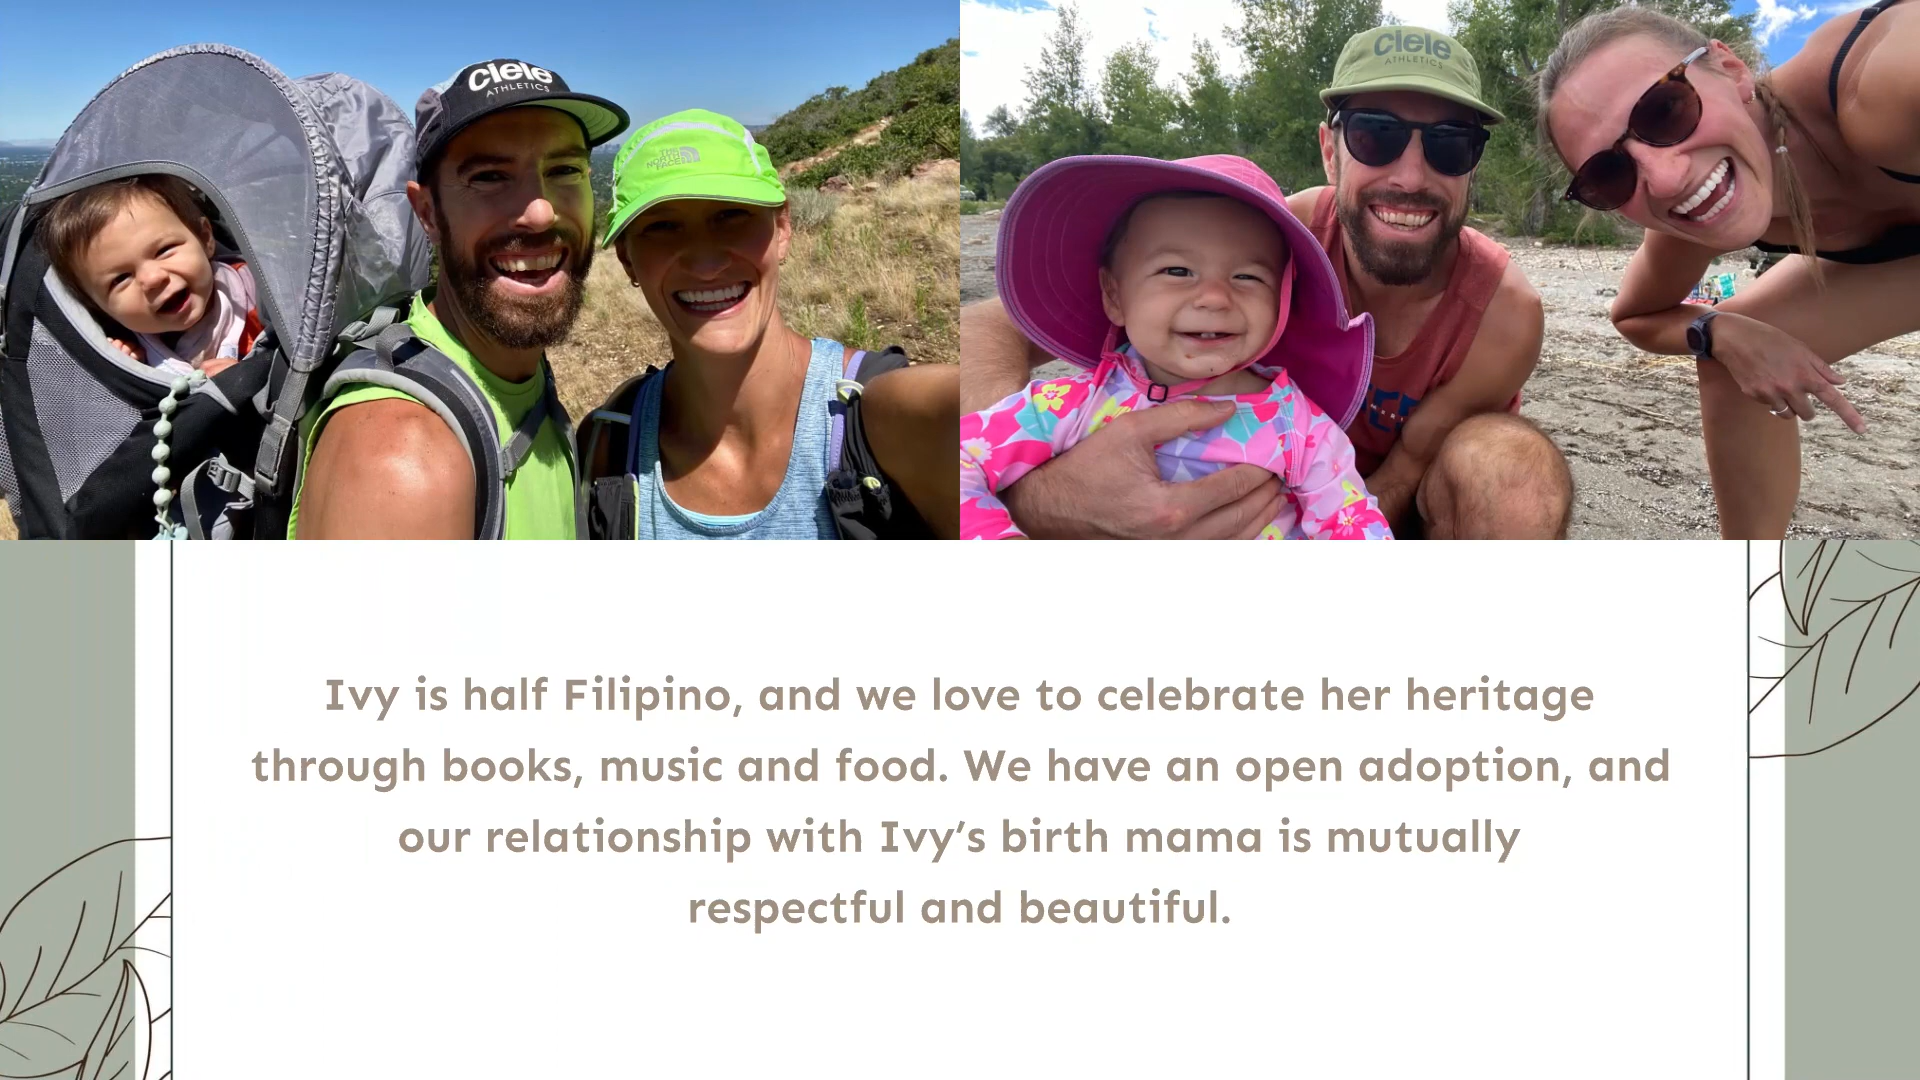 ciele
ATHLETICS
THE
NORTH
FACE
ciele
ATHLETICS
Ivy is half Filipino, and we love to celebrate her heritage
through books, music and food. We have an open adoption, and
our relationship with Ivy’s birth mama is mutually
respectful and beautiful.